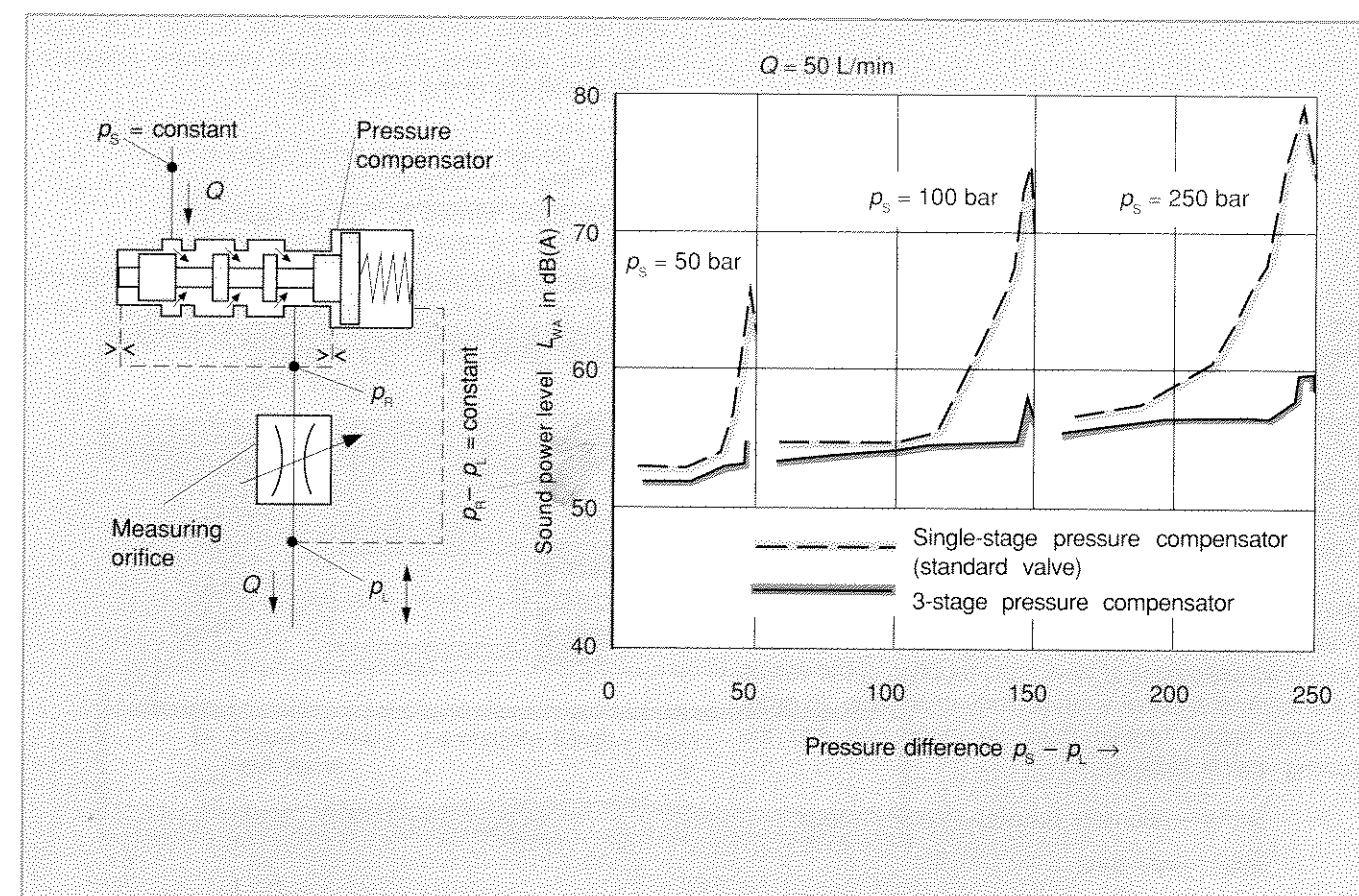 p_S = constant
Q
Pressure
compensator
> <
> <
p_R
p_R – p_L = constant
Measuring
orifice
Q
p_L
Q = 50 L/min
Sound power level L_WA in dB(A) →
80
70
60
50
40
p_S = 50 bar
p_S = 100 bar
p_S = 250 bar
Single-stage pressure compensator
(standard valve)
3-stage pressure compensator
0 50 100 150 200 250
Pressure difference p_S – p_L →